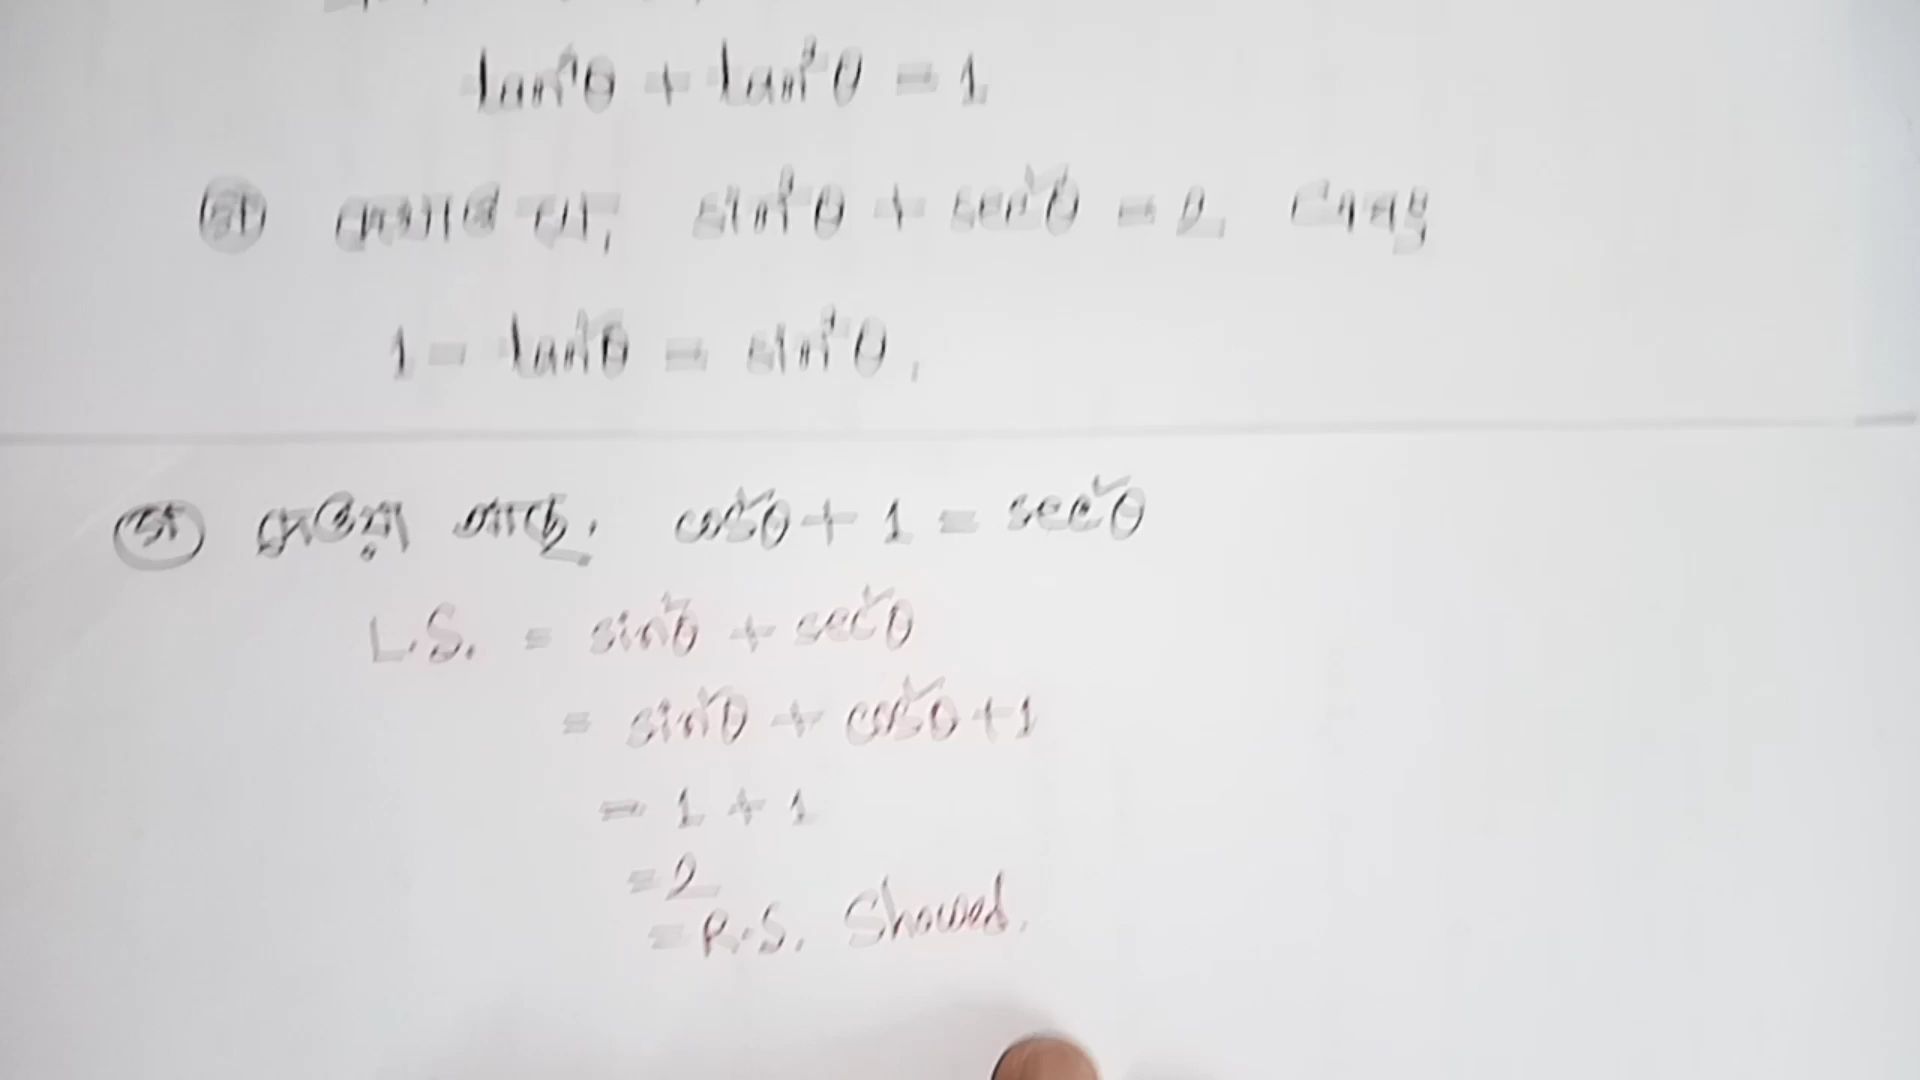 tan²θ + tan²θ = 1
দেখাও যে, sin²θ + sec²θ = 2
1 - tan²θ = sin²θ.
দেওয়া আছে, cos²θ + 1 = sec²θ
L.S. = sin²θ + sec²θ
= sin²θ + cos²θ + 1
= 1 + 1
= 2
= R.S. Showed.